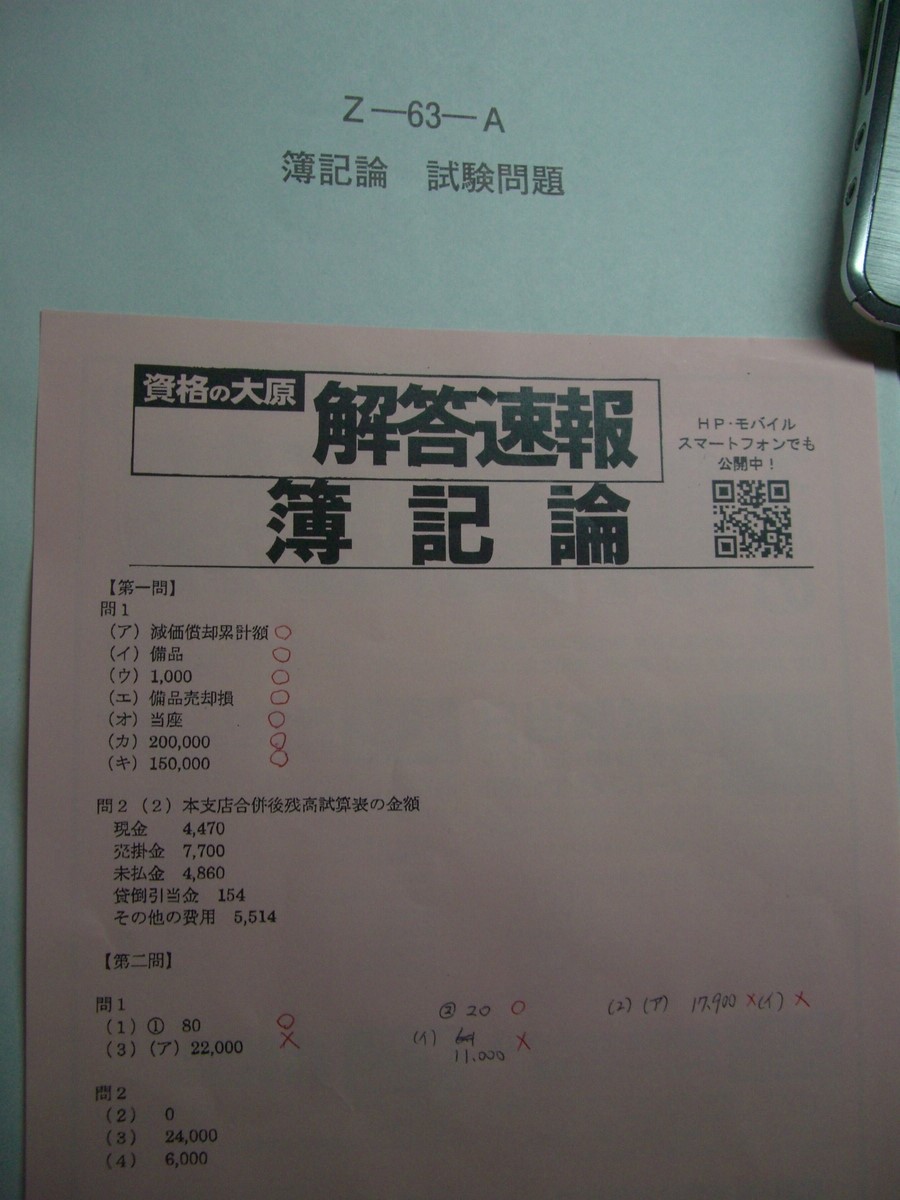 Z-63-A
簿記論 試験問題
資格の大原 解答速報
HP・モバイル
スマートフォンでも
公開中!
簿記論
【第一問】
問1
(ア) 減価償却累計額 ○
(イ) 備品 ○
(ウ) 1,000 ○
(エ) 備品売却損 ○
(オ) 当座 ○
(カ) 200,000 ○
(キ) 150,000 ○
問2 (2) 本支店合併後残高試算表の金額
現金 4,470
売掛金 7,700
未払金 4,860
貸倒引当金 154
その他の費用 5,514
【第二問】
問1
(1) ① 80 ○ ② 20 ○ (2) (ア) 17,900 × (イ) ×
(3) (ア) 22,000 × (イ) 11,000 ×
問2
(2) 0
(3) 24,000
(4) 6,000